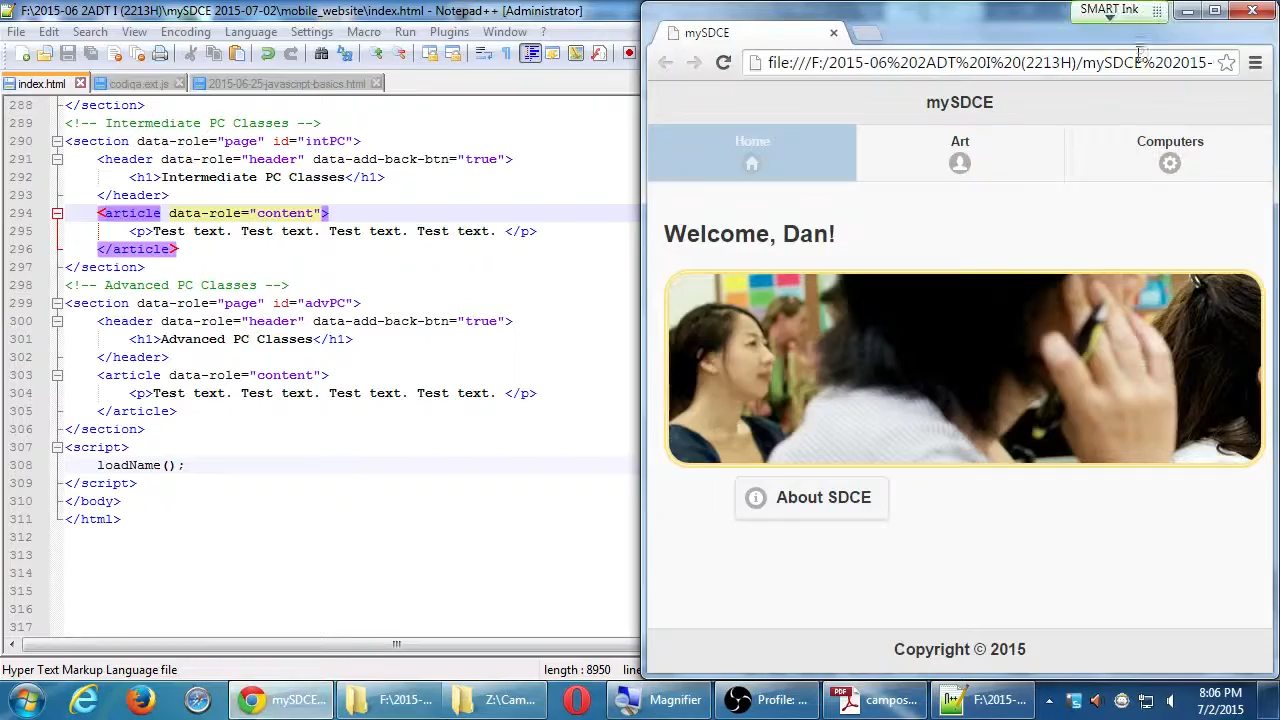 F:\2015-06 2ADT I (2213H)\mySDCE 2015-07-02\mobile_website\index.html - Notepad++ [Administrator]
File Edit Search View Encoding Language Settings Macro Run Plugins Window ?
index.html codiqa.ext.js 2015-06-25-javascript-basics.html
288 </section>
289 <!-- Intermediate PC Classes -->
290 <section data-role="page" id="intPC">
291 <header data-role="header" data-add-back-btn="true">
292 <h1>Intermediate PC Classes</h1>
293 </header>
294 <article data-role="content">
295 <p>Test text. Test text. Test text. Test text. </p>
296 </article>
297 </section>
298 <!-- Advanced PC Classes -->
299 <section data-role="page" id="advPC">
300 <header data-role="header" data-add-back-btn="true">
301 <h1>Advanced PC Classes</h1>
302 </header>
303 <article data-role="content">
304 <p>Test text. Test text. Test text. Test text. </p>
305 </article>
306 </section>
307 <script>
308 loadName();
309 </script>
310 </body>
311 </html>
312
313
314
315
316
317
Hyper Text Markup Language file length : 8950 line
SMART Ink
mySDCE
file:///F:/2015-06%202ADT%20I%20(2213H)/mySDCE%202015-
mySDCE
Home Art Computers
Welcome, Dan!
About SDCE
Copyright © 2015
mySDCE... F:\2015-... Z:\Cam... Magnifier Profile: ... campos... F:\2015-...
8:06 PM
7/2/2015